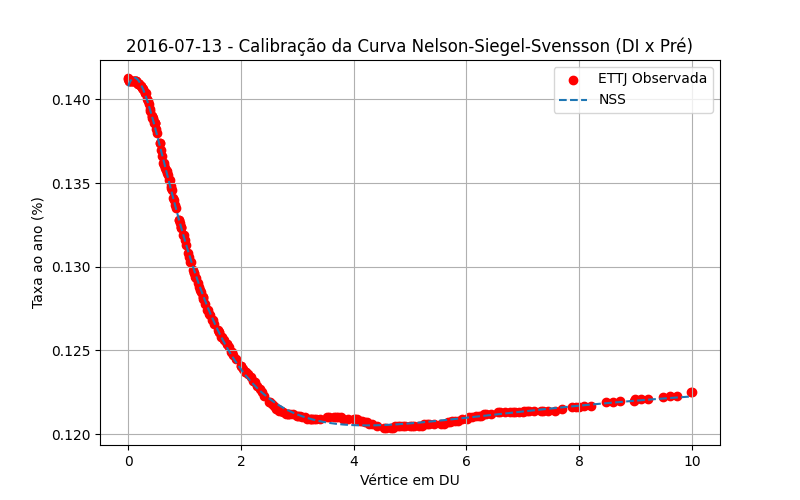 2016-07-13 - Calibração da Curva Nelson-Siegel-Svensson (DI x Pré)
ETTJ Observada
NSS
Taxa ao ano (%)
0.140
0.135
0.130
0.125
0.120
0 2 4 6 8 10
Vértice em DU